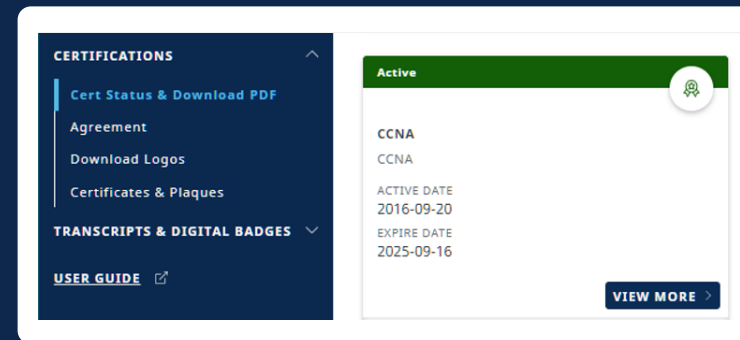 CERTIFICATIONS
Cert Status & Download PDF
Agreement
Download Logos
Certificates & Plaques
TRANSCRIPTS & DIGITAL BADGES
USER GUIDE
Active
CCNA
CCNA
ACTIVE DATE
2016-09-20
EXPIRE DATE
2025-09-16
VIEW MORE